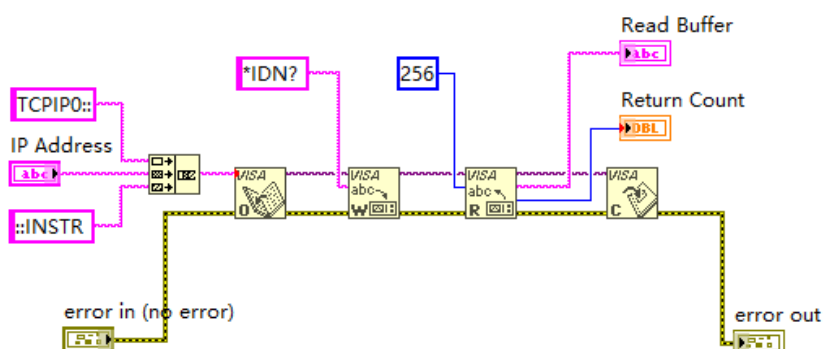 Read Buffer
abc
*IDN?
256
TCPIP0::
Return Count
DBL
IP Address
abc
VISA
O
VISA
abc
W
VISA
abc
R
VISA
C
::INSTR
error in (no error)
error out